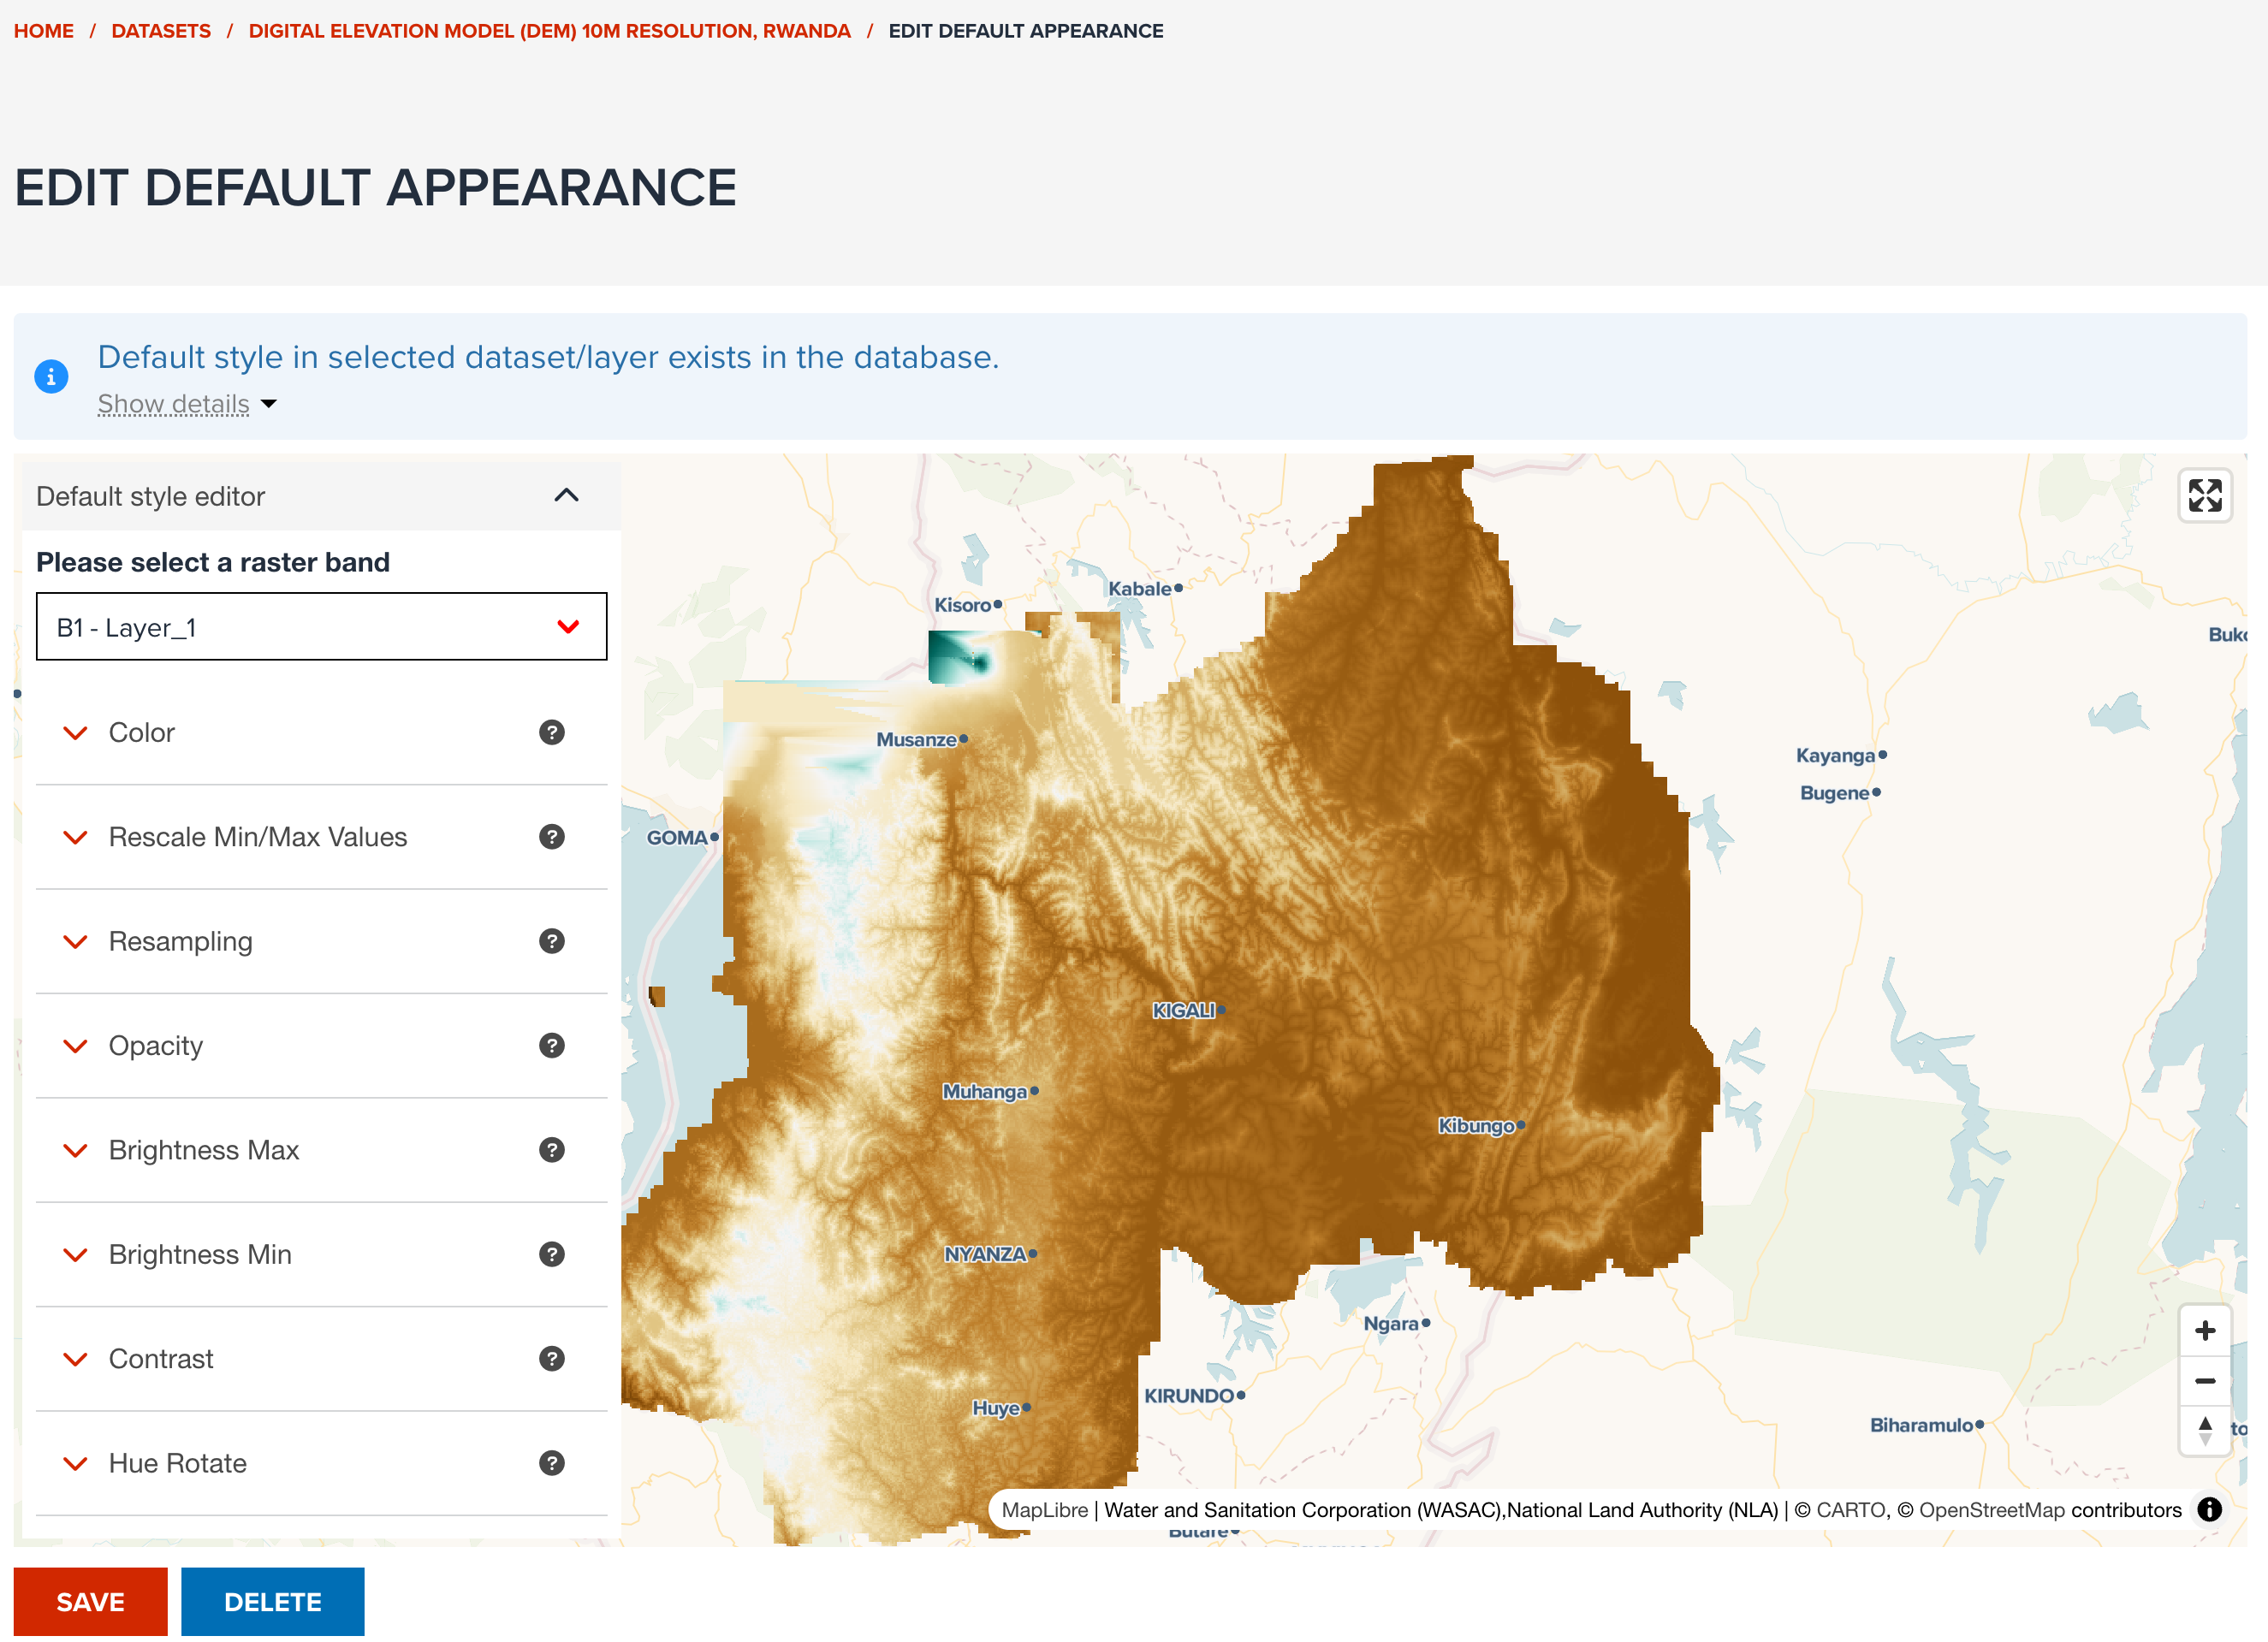 HOME / DATASETS / DIGITAL ELEVATION MODEL (DEM) 10M RESOLUTION, RWANDA / EDIT DEFAULT APPEARANCE
EDIT DEFAULT APPEARANCE
Default style in selected dataset/layer exists in the database.
Show details
Default style editor
Please select a raster band
B1 - Layer_1
Color
Rescale Min/Max Values
Resampling
Opacity
Brightness Max
Brightness Min
Contrast
Hue Rotate
Kabale
Kisoro
Musanze
Kayanga
Bugene
GOMA
KIGALI
Muhanga
Kibungo
NYANZA
Ngara
KIRUNDO
Huye
Biharamulo
MapLibre | Water and Sanitation Corporation (WASAC),National Land Authority (NLA) | © CARTO, © OpenStreetMap contributors
Butare
SAVE
DELETE